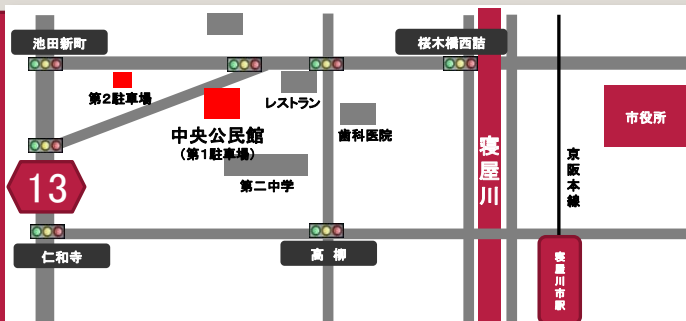 池田新町
桜木橋西詰
第2駐車場
レストラン
中央公民館
（第1駐車場）
歯科医院
市役所
第二中学
寝屋川
京阪本線
13
仁和寺
高柳
寝屋川市駅